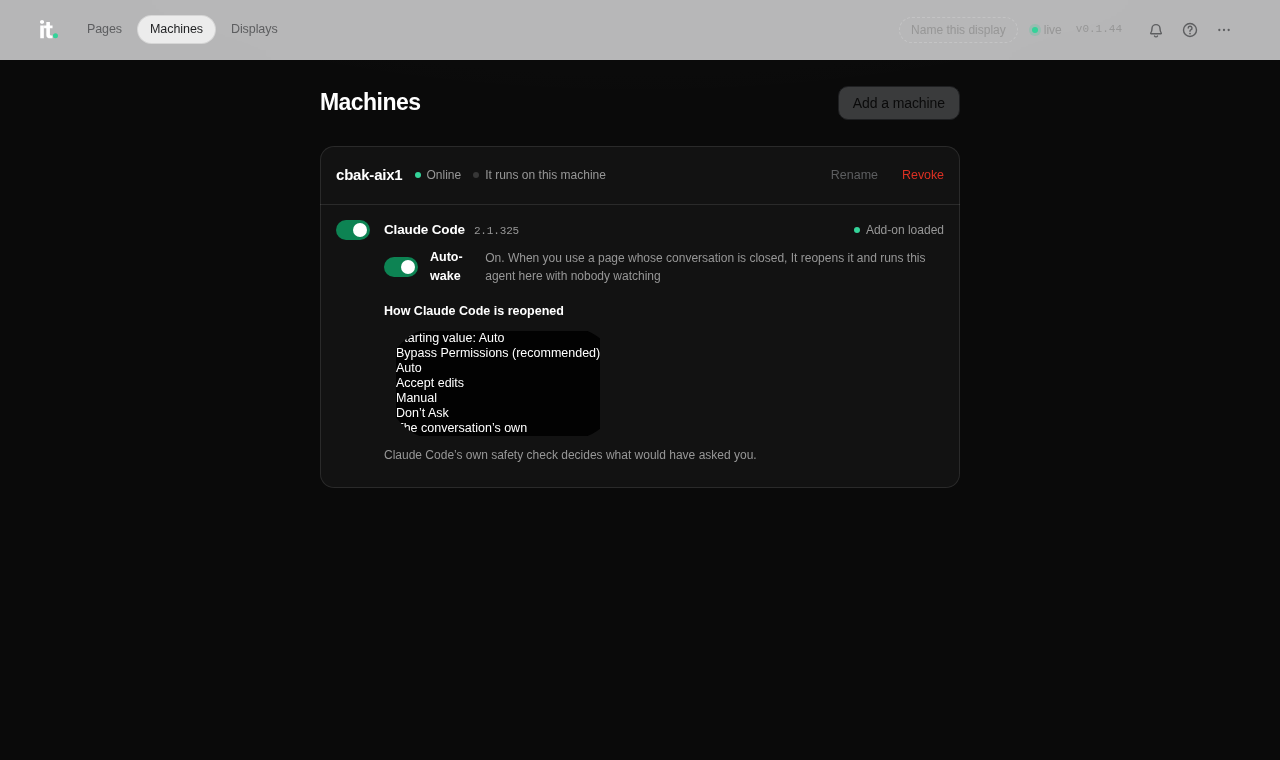 it.
Pages
Machines
Displays
Name this display
live
v0.1.44
Machines
Add a machine
cbak-aix1
Online
It runs on this machine
Rename
Revoke
Claude Code 2.1.325
Add-on loaded
Auto-
wake
On. When you use a page whose conversation is closed, It reopens it and runs this
agent here with nobody watching
How Claude Code is reopened
tarting value: Auto
Bypass Permissions (recommended)
Auto
Accept edits
Manual
Don’t Ask
The conversation’s own
Claude Code’s own safety check decides what would have asked you.